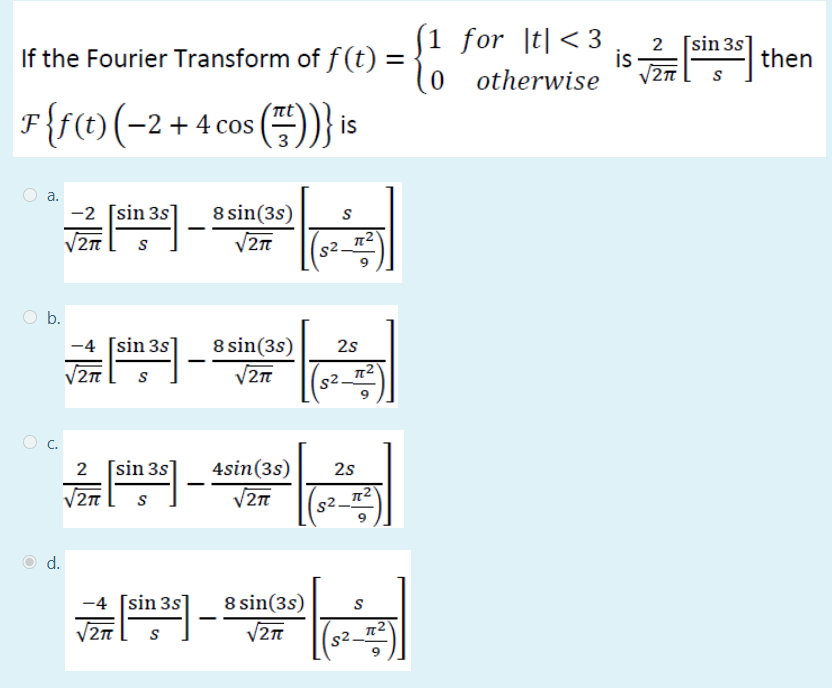 If the Fourier Transform of f(t) = {1 for |t| < 3, 0 otherwise is 2/√2π [sin 3s / s] then
ℱ{f(t)(−2 + 4 cos(πt/3))} is
a. −2/√2π [sin 3s / s] − 8 sin(3s)/√2π [s / (s² − π²/9)]
b. −4/√2π [sin 3s / s] − 8 sin(3s)/√2π [2s / (s² − π²/9)]
c. 2/√2π [sin 3s / s] − 4sin(3s)/√2π [2s / (s² − π²/9)]
d. −4/√2π [sin 3s / s] − 8 sin(3s)/√2π [s / (s² − π²/9)]